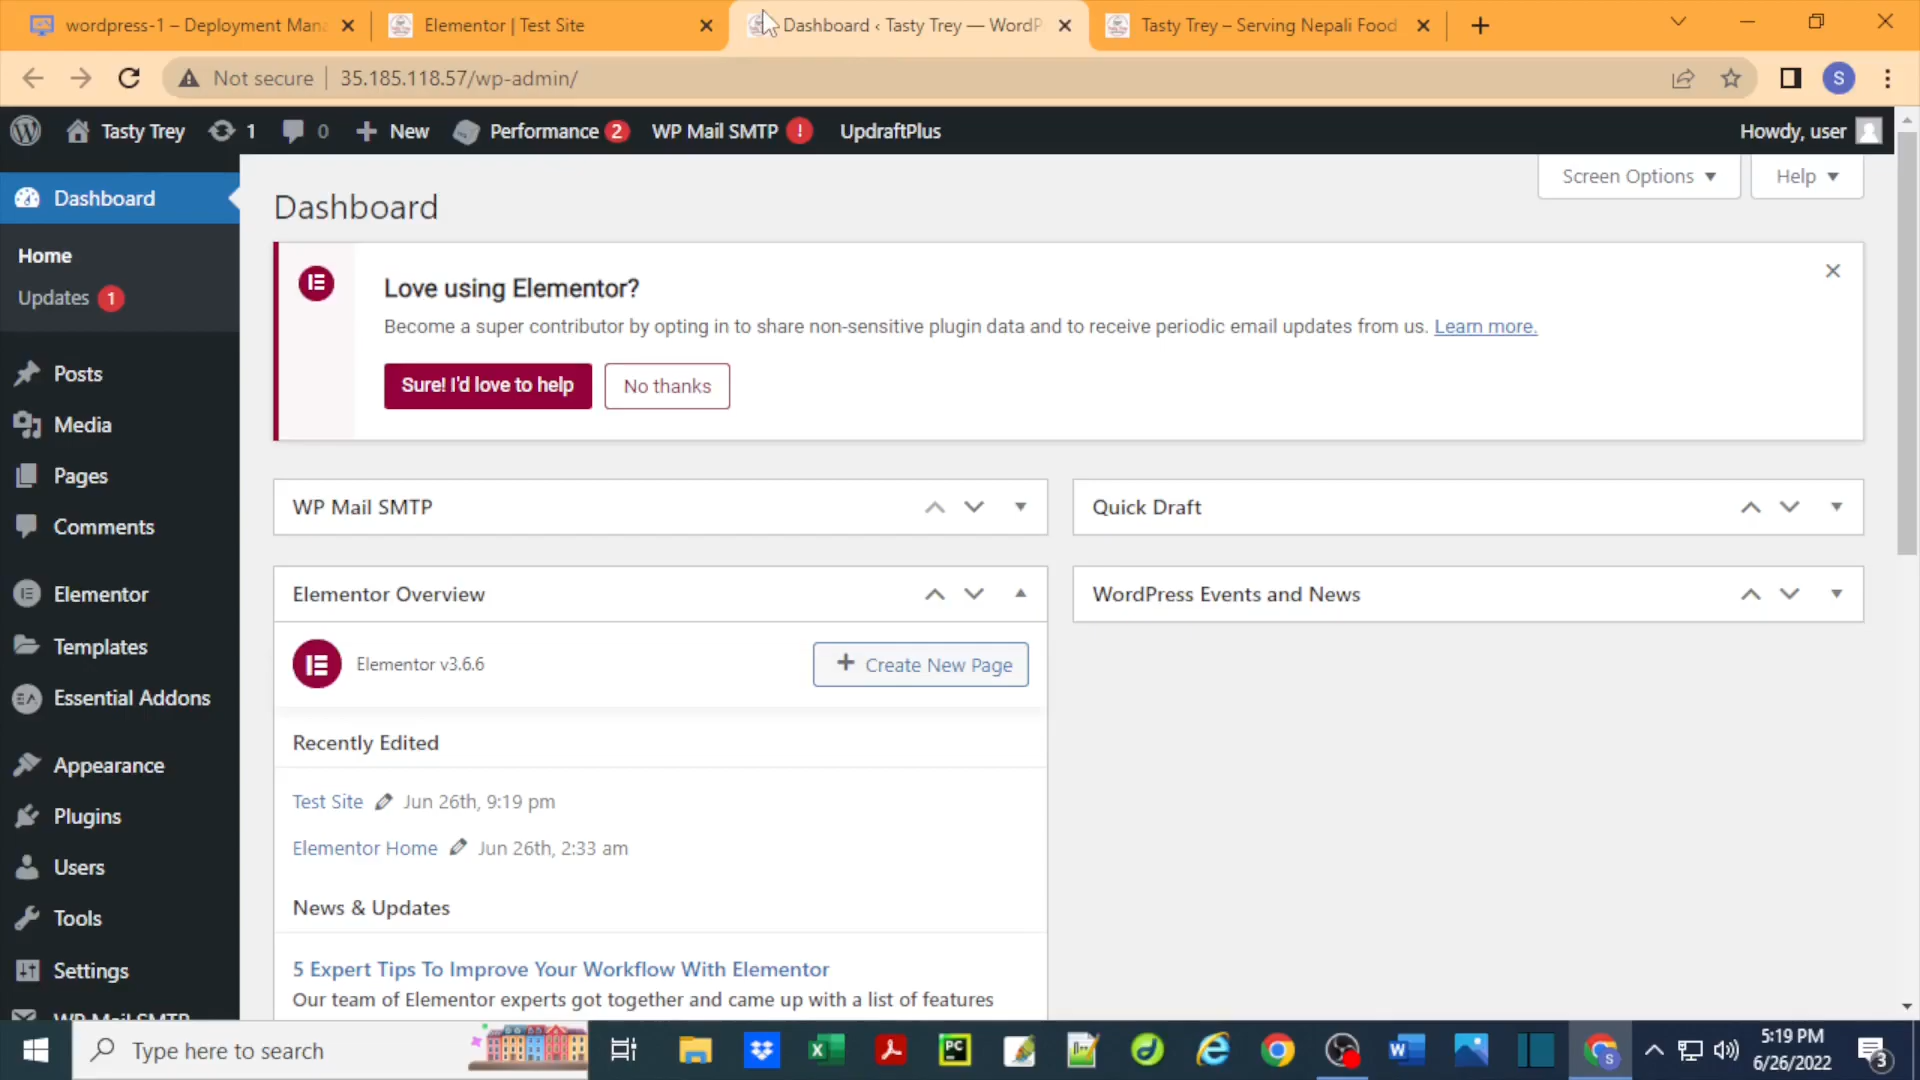 wordpress-1 – Deployment Mana
Elementor | Test Site
Dashboard ‹ Tasty Trey — WordP
Tasty Trey – Serving Nepali Food
Not secure
35.185.118.57/wp-admin/
S
Tasty Trey
1
0
New
Performance 2
WP Mail SMTP !
UpdraftPlus
Howdy, user
Dashboard
Home
Updates 1
Posts
Media
Pages
Comments
Elementor
Templates
Essential Addons
Appearance
Plugins
Users
Tools
Settings
WP Mail SMTP
Screen Options
Help
Dashboard
Love using Elementor?
Become a super contributor by opting in to share non-sensitive plugin data and to receive periodic email updates from us. Learn more.
Sure! I'd love to help
No thanks
WP Mail SMTP
Quick Draft
Elementor Overview
WordPress Events and News
Elementor v3.6.6
Create New Page
Recently Edited
Test Site Jun 26th, 9:19 pm
Elementor Home Jun 26th, 2:33 am
News & Updates
5 Expert Tips To Improve Your Workflow With Elementor
Our team of Elementor experts got together and came up with a list of features
Type here to search
5:19 PM
6/26/2022
3